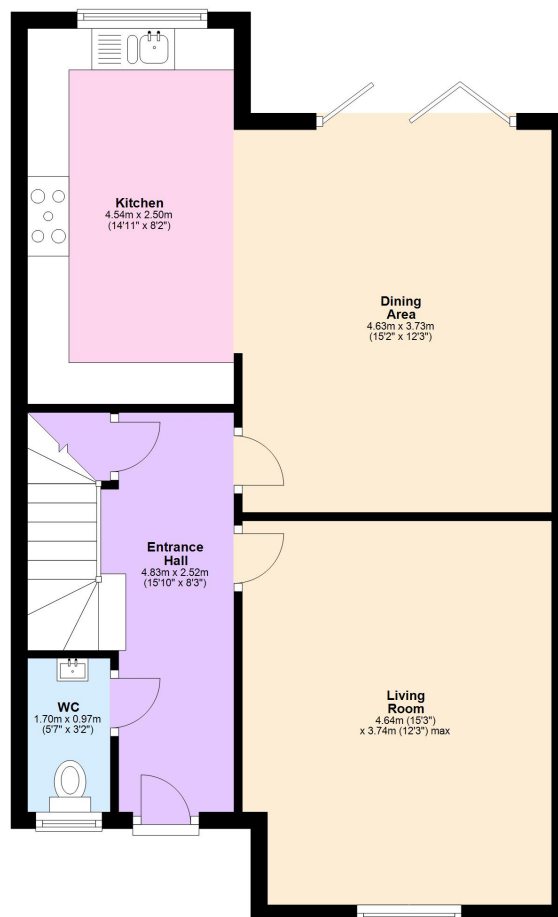 Kitchen
4.54m x 2.50m
(14'11" x 8'2")
Dining
Area
4.63m x 3.73m
(15'2" x 12'3")
Entrance
Hall
4.83m x 2.52m
(15'10" x 8'3")
WC
1.70m x 0.97m
(5'7" x 3'2")
Living
Room
4.64m (15'3")
x 3.74m (12'3") max